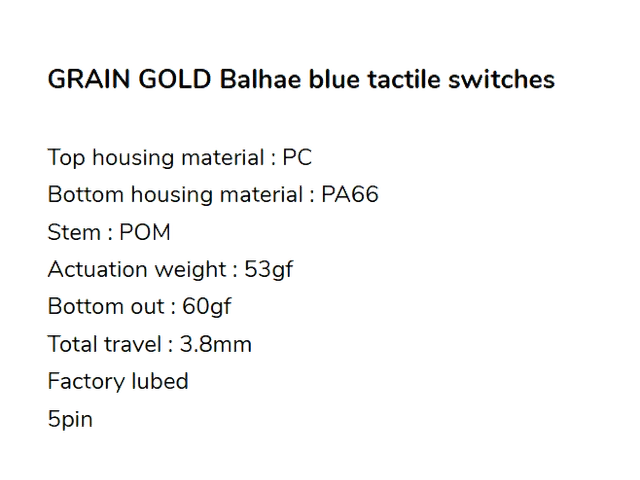 GRAIN GOLD Balhae blue tactile switches
Top housing material : PC
Bottom housing material : PA66
Stem : POM
Actuation weight : 53gf
Bottom out : 60gf
Total travel : 3.8mm
Factory lubed
5pin